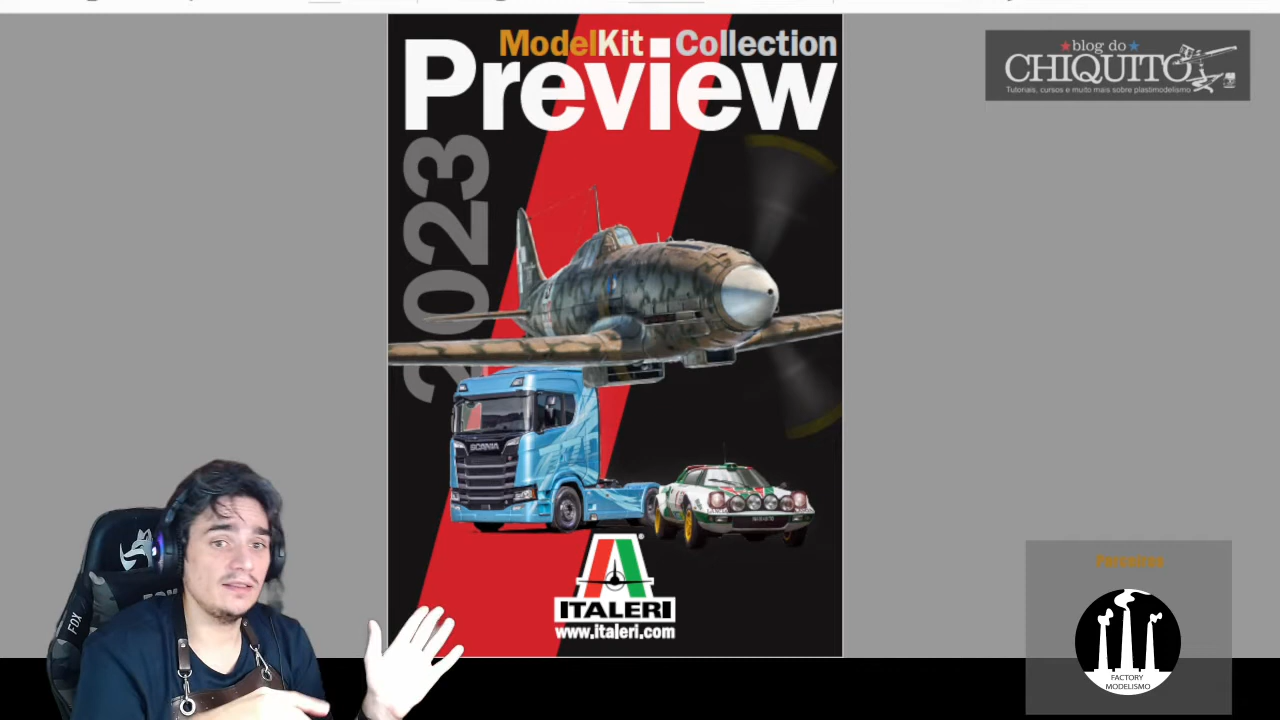 ModelKit Collection
Preview
2023
SCANIA
ITALERI
www.italeri.com
blog do
CHIQUITO
Tutoriais, cursos e muito mais sobre plastimodelismo
FOX
FACTORY
MODELISMO